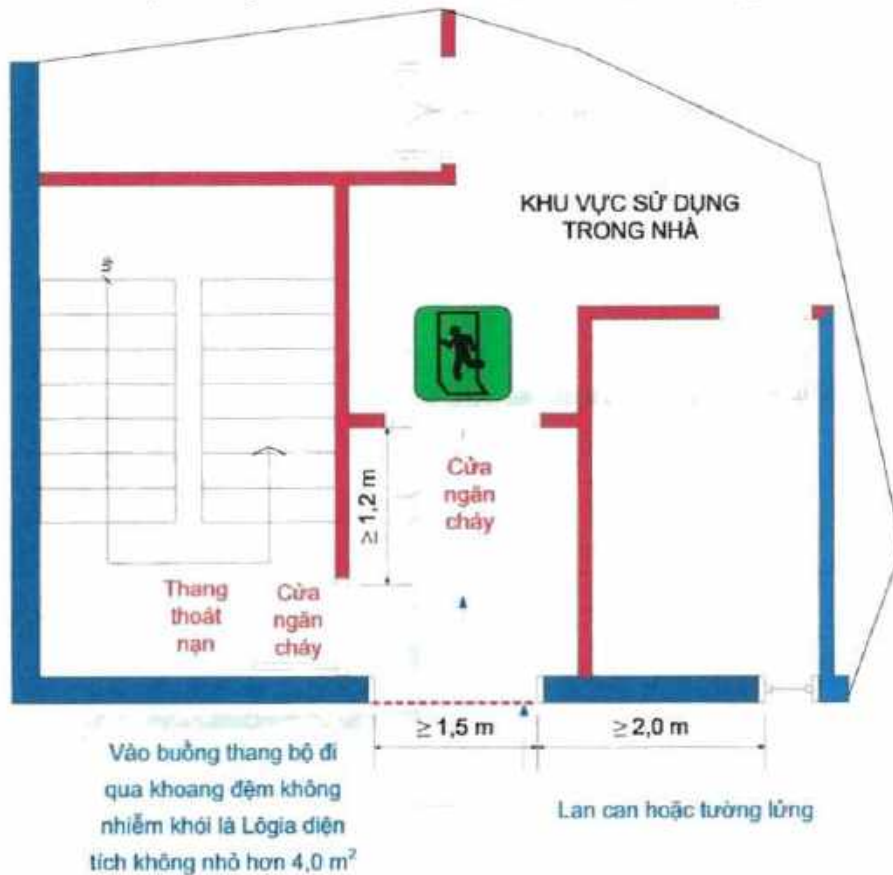 KHU VỰC SỬ DỤNG
TRONG NHÀ
Up
Cửa
ngăn
cháy
≥ 1,2 m
Thang
thoát
nạn
Cửa
ngăn
cháy
≥ 1,5 m
≥ 2,0 m
Vào buồng thang bộ đi
qua khoang đệm không
nhiễm khói là Lôgia diện
tích không nhỏ hơn 4,0 m²
Lan can hoặc tường lửng